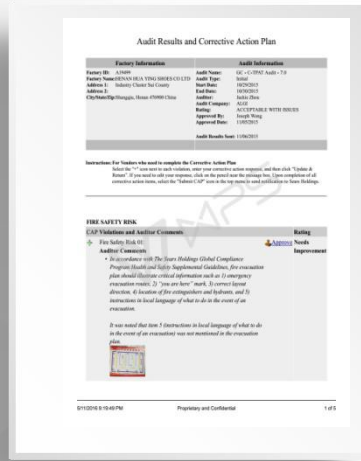 Audit Results and Corrective Action Plan
Factory Information
Audit Information
Factory ID: A39499
Factory Name: HENAN HUA YING SHOES CO LTD
Address 1: Industry Cluster Sui County
Address 2:
City/State/Zip: Shangqiu, Henan 476900 China
Audit Name: GC - C-TPAT Audit - 7.0
Audit Type: Initial
Start Date: 10/29/2015
End Date: 10/30/2015
Auditor: Jackie Zhou
Audit Company: ALGI
Rating: ACCEPTABLE WITH ISSUES
Approved By: Joseph Wong
Approved Date: 11/05/2015
Audit Results Sent: 11/06/2015
Instructions: For Vendors who need to complete the Corrective Action Plan
Select the "+" icon next to each violation, enter your corrective action response, and then click "Update &
Return". If you need to edit your response, click on the pencil near the message box. Upon completion of all
corrective action items, select the "Submit CAP" icon in the top menu to send notification to Sears Holdings.
FIRE SAFETY RISK
CAP Violations and Auditor Comments Rating
Fire Safety Risk 01: Approve Needs
Improvement
Auditor Comments
• In accordance with The Sears Holdings Global Compliance
Program Health and Safety Supplemental Guidelines, fire evacuation
plan should illustrate critical information such as 1) emergency
evacuation routes, 2) "you are here" mark, 3) correct layout
direction, 4) location of fire extinguishers and hydrants, and 5)
instructions in local language of what to do in the event of an
evacuation.
It was noted that item 5 (instructions in local language of what to do
in the event of an evacuation) was not mentioned in the evacuation
plan.
5/11/2016 9:19:49 PM Proprietary and Confidential 1 of 5